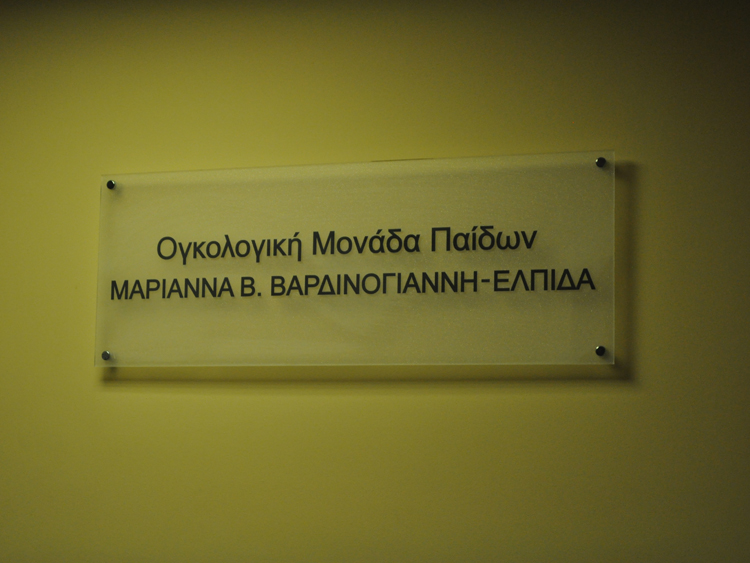 Ογκολογική Μονάδα Παίδων
ΜΑΡΙΑΝΝΑ Β. ΒΑΡΔΙΝΟΓΙΑΝΝΗ-ΕΛΠΙΔΑ